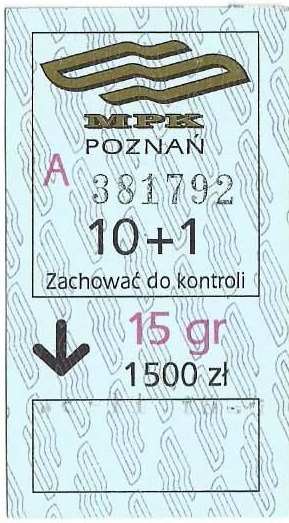 MPK
POZNAŃ
A 381792
10+1
Zachować do kontroli
15 gr
1500 zł